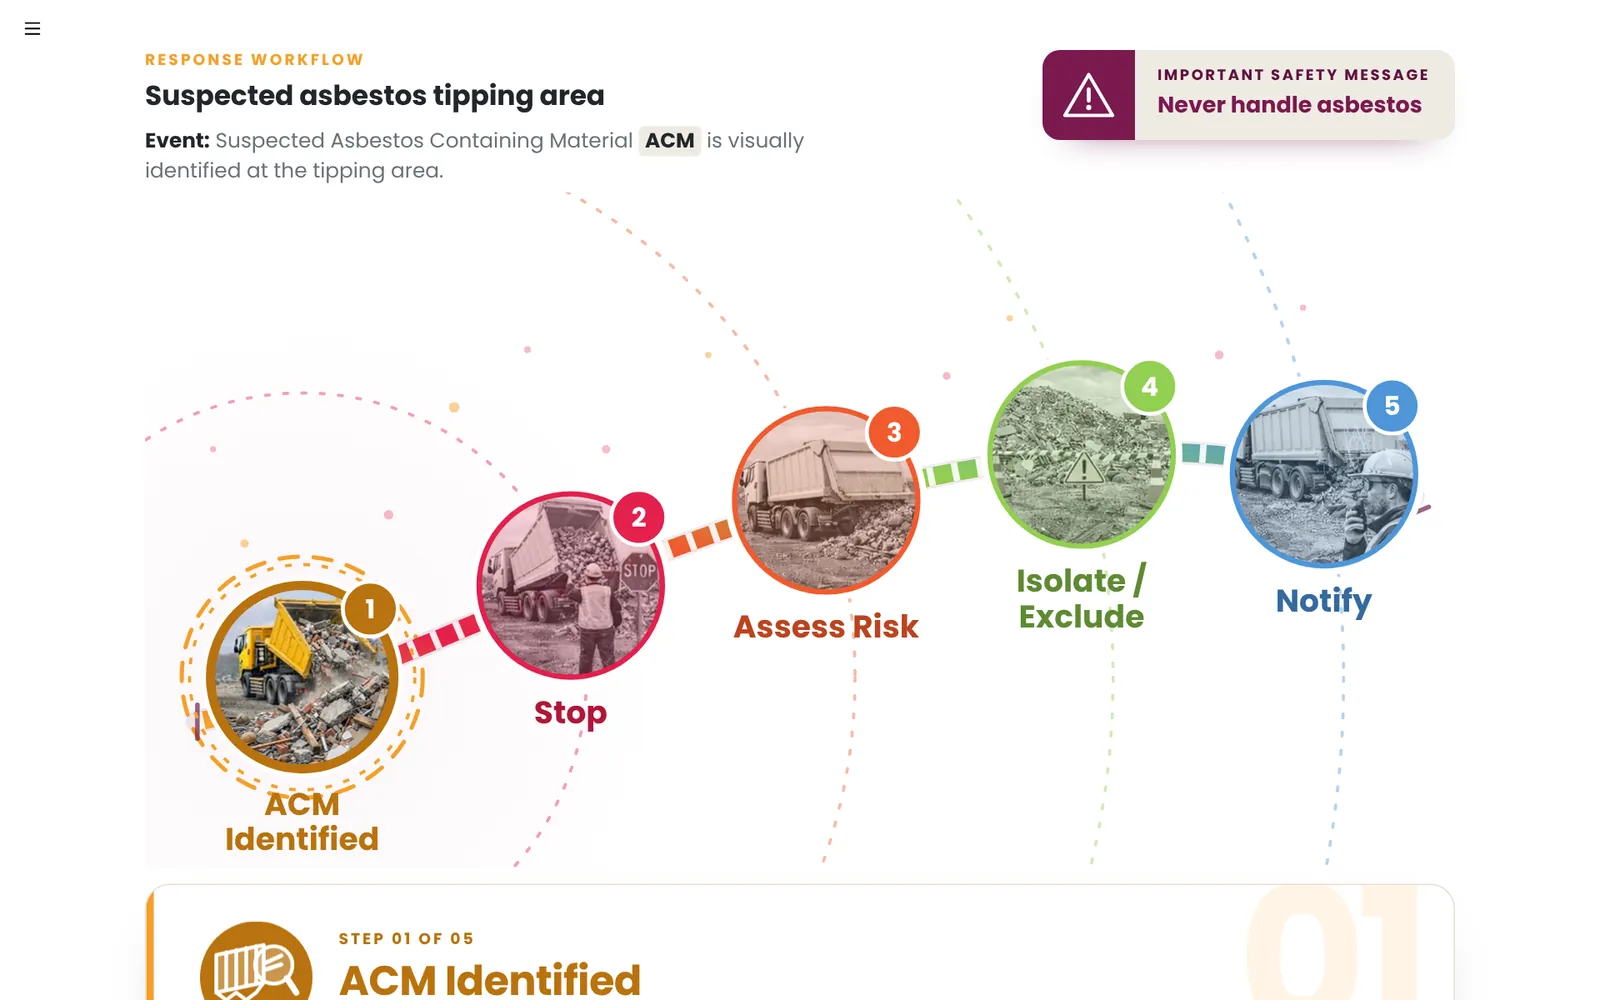 RESPONSE WORKFLOW
Suspected asbestos tipping area
Event: Suspected Asbestos Containing Material ACM is visually
identified at the tipping area.
IMPORTANT SAFETY MESSAGE
Never handle asbestos
1
ACM
Identified
2
STOP
Stop
3
Assess Risk
4
Isolate /
Exclude
5
Notify
STEP 01 OF 05
ACM Identified
01